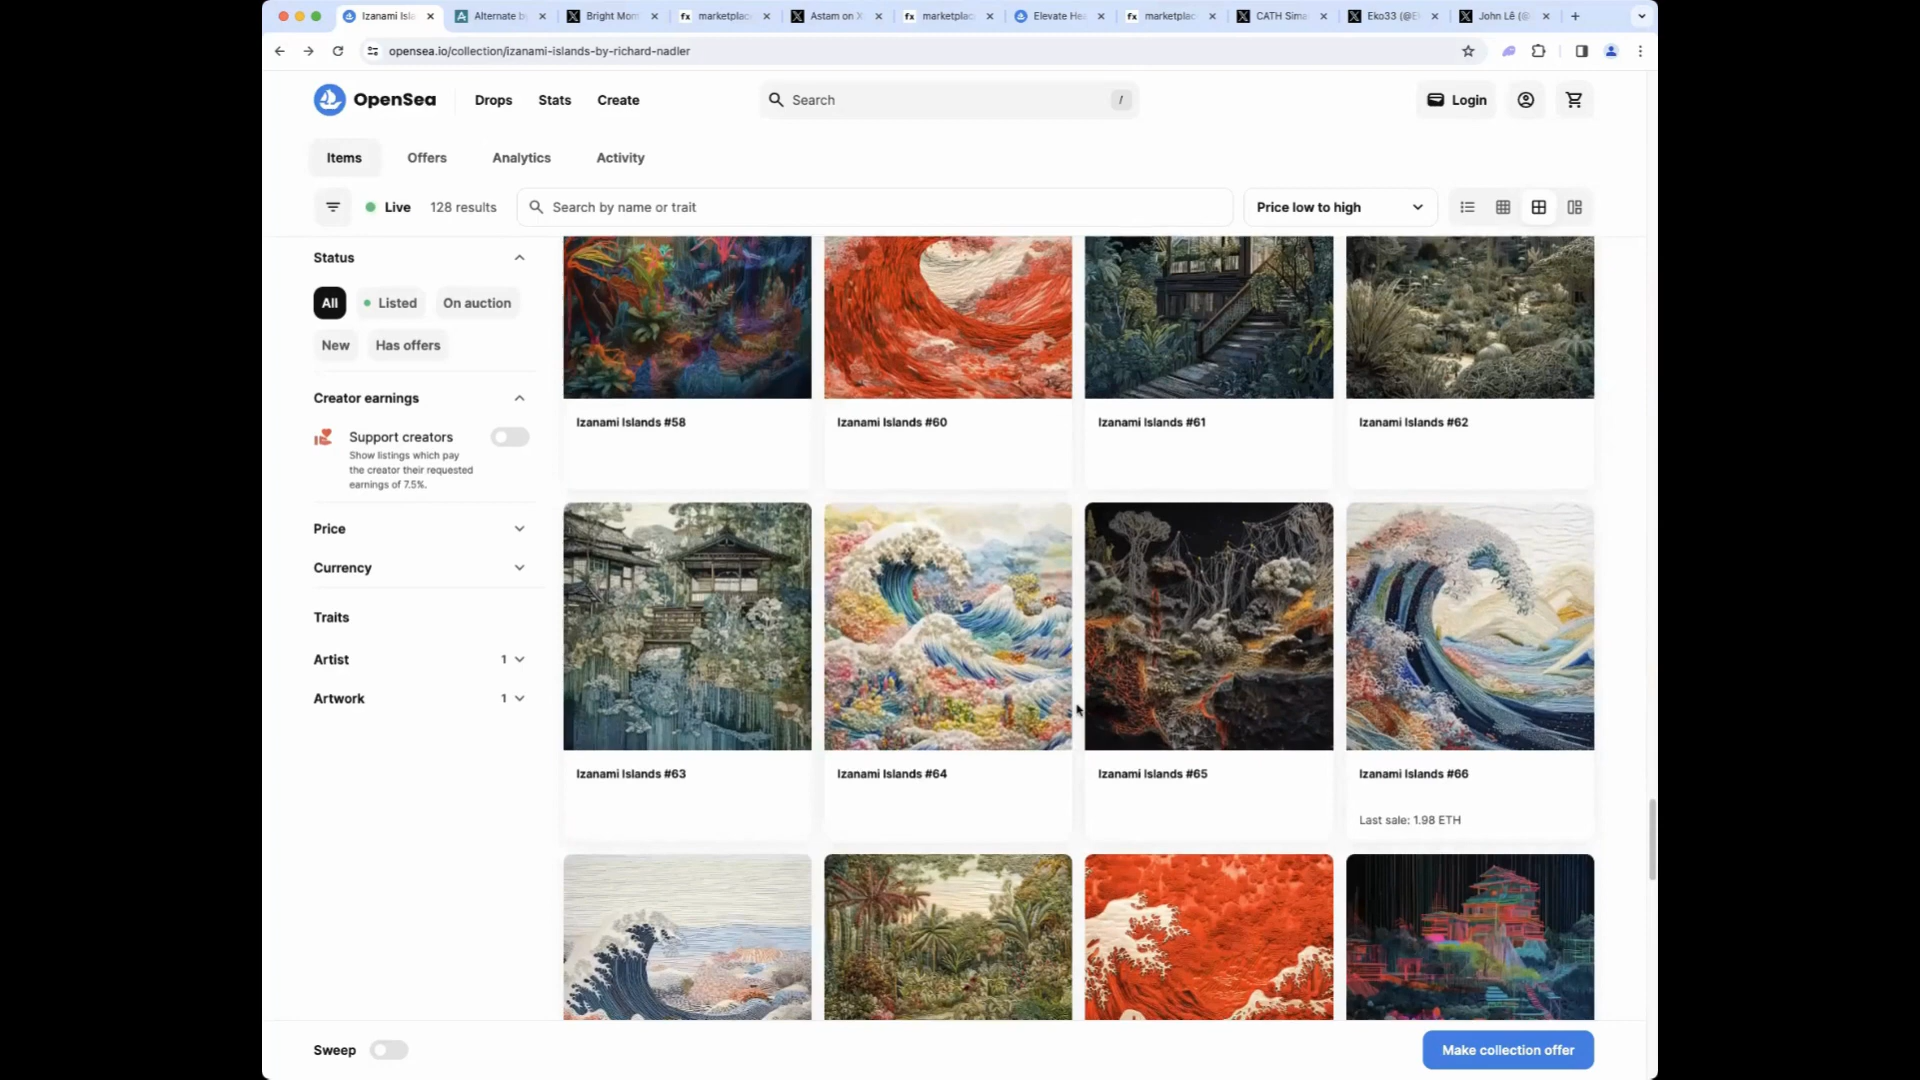 Izanami Isla
Alternate b
Bright Mom
fx marketplac
Astam on X
fx marketplac
Elevate Hea
fx marketplac
CATH Sima
Eko33 (@E
John Lê (@
opensea.io/collection/izanami-islands-by-richard-nadler
OpenSea
Drops
Stats
Create
Search
/
Login
Items
Offers
Analytics
Activity
Live
128 results
Search by name or trait
Price low to high
Status
All
Listed
On auction
New
Has offers
Creator earnings
Support creators
Show listings which pay
the creator their requested
earnings of 7.5%.
Price
Currency
Traits
Artist
1
Artwork
1
Izanami Islands #58
Izanami Islands #60
Izanami Islands #61
Izanami Islands #62
Izanami Islands #63
Izanami Islands #64
Izanami Islands #65
Izanami Islands #66
Last sale: 1.98 ETH
Sweep
Make collection offer